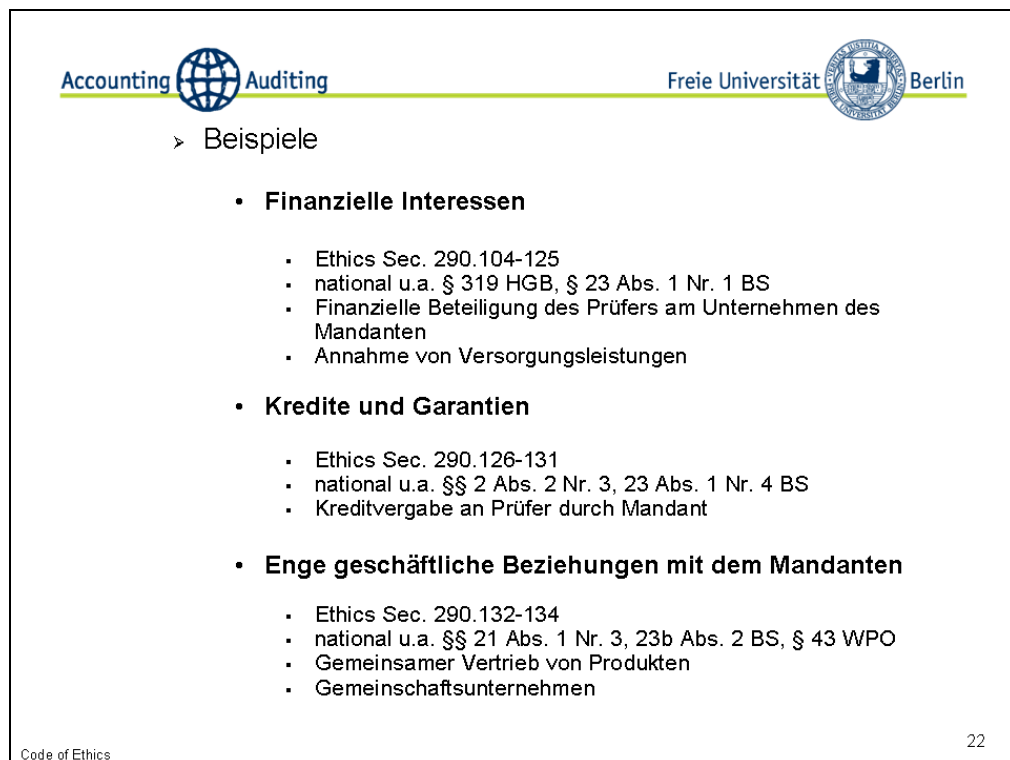 Accounting Auditing
Freie Universität Berlin
➢ Beispiele
• Finanzielle Interessen
▪ Ethics Sec. 290.104-125
▪ national u.a. § 319 HGB, § 23 Abs. 1 Nr. 1 BS
▪ Finanzielle Beteiligung des Prüfers am Unternehmen des
Mandanten
▪ Annahme von Versorgungsleistungen
• Kredite und Garantien
▪ Ethics Sec. 290.126-131
▪ national u.a. §§ 2 Abs. 2 Nr. 3, 23 Abs. 1 Nr. 4 BS
▪ Kreditvergabe an Prüfer durch Mandant
• Enge geschäftliche Beziehungen mit dem Mandanten
▪ Ethics Sec. 290.132-134
▪ national u.a. §§ 21 Abs. 1 Nr. 3, 23b Abs. 2 BS, § 43 WPO
▪ Gemeinsamer Vertrieb von Produkten
▪ Gemeinschaftsunternehmen
Code of Ethics
22